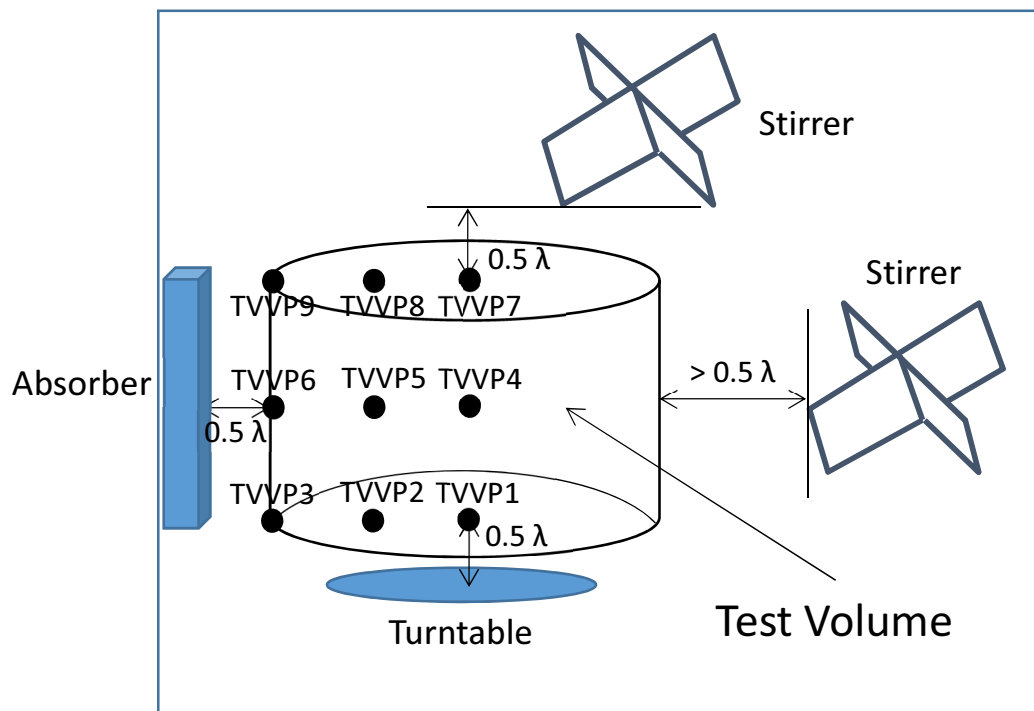 Stirrer
0.5 λ
TVVP9 TVVP8 TVVP7
Stirrer
Absorber
TVVP6 TVVP5 TVVP4
> 0.5 λ
0.5 λ
TVVP3 TVVP2 TVVP1
0.5 λ
Turntable
Test Volume